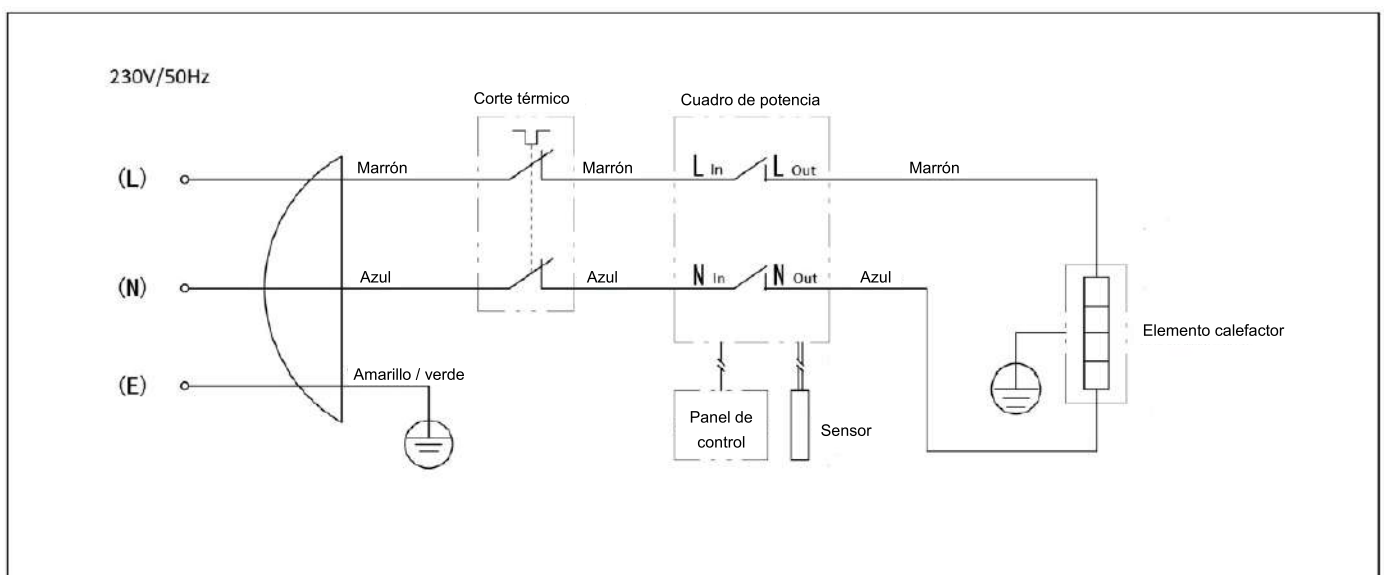 230V/50Hz
Corte térmico
Cuadro de potencia
(L)
Marrón
Marrón
L In
L Out
Marrón
(N)
Azul
Azul
N In
N Out
Azul
Elemento calefactor
(E)
Amarillo / verde
Panel de
control
Sensor